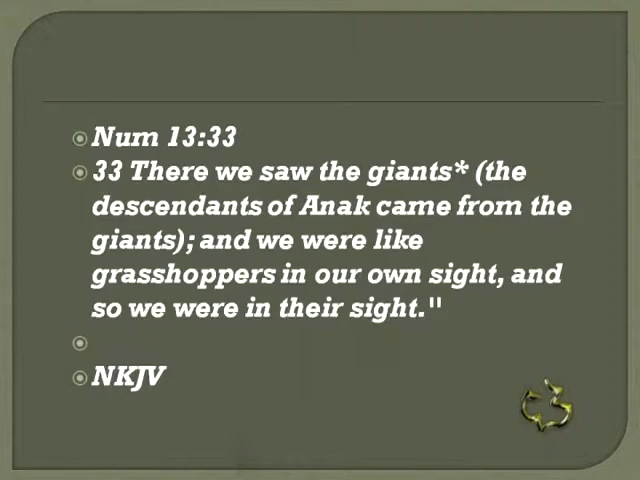 Num 13:33
33 There we saw the giants* (the
descendants of Anak came from the
giants); and we were like
grasshoppers in our own sight, and
so we were in their sight."
NKJV